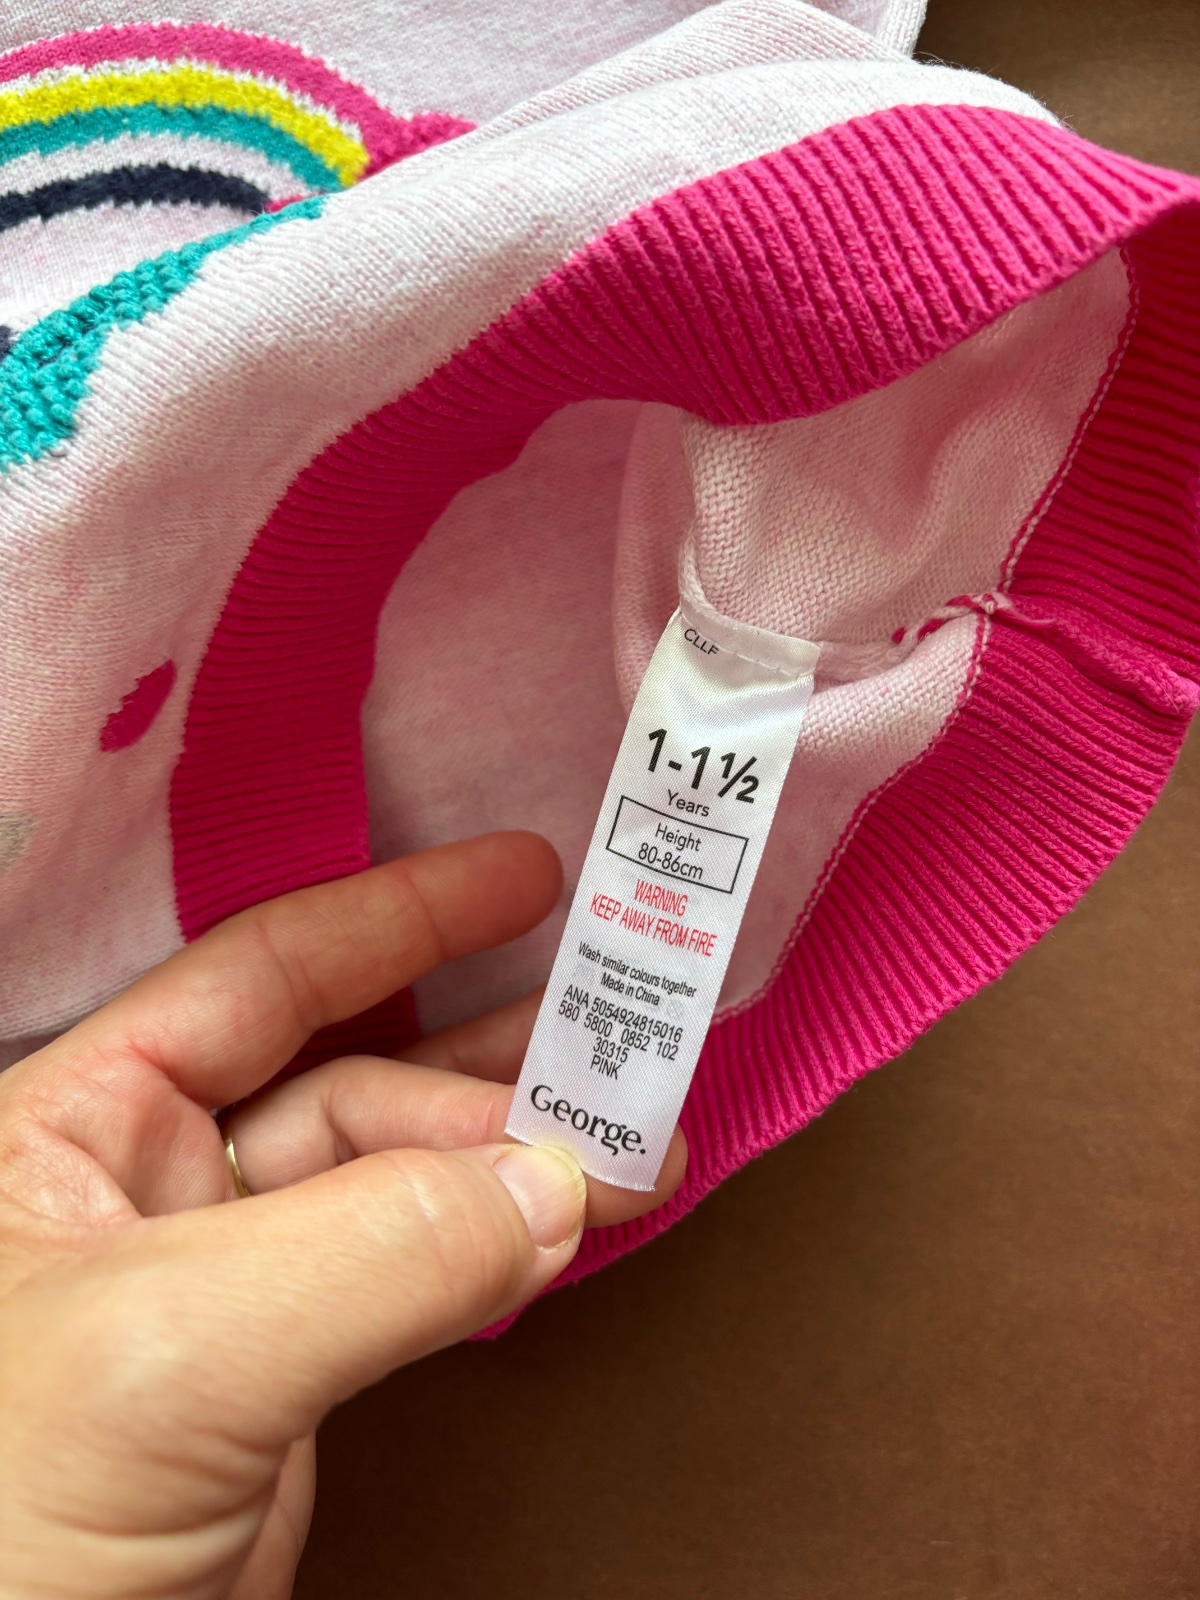 CLLF
1-1½
Years
Height
80-86cm
WARNING
KEEP AWAY FROM FIRE
Wash similar colours together
Made in China
ANA 5054924815016
580 5800 0852 102
30315
PINK
George.